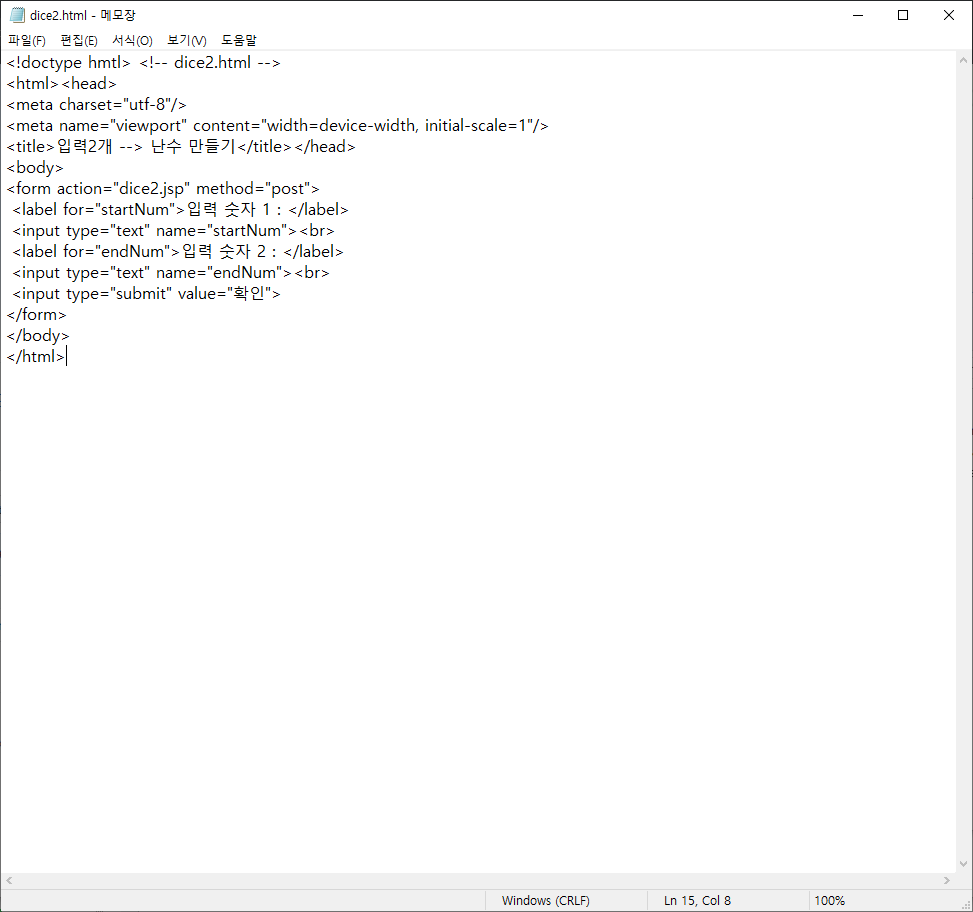 dice2.html - 메모장
파일(F) 편집(E) 서식(O) 보기(V) 도움말
<!doctype hmtl> <!-- dice2.html -->
<html><head>
<meta charset="utf-8"/>
<meta name="viewport" content="width=device-width, initial-scale=1"/>
<title>입력2개 --> 난수 만들기</title></head>
<body>
<form action="dice2.jsp" method="post">
<label for="startNum">입력 숫자 1 : </label>
<input type="text" name="startNum"><br>
<label for="endNum">입력 숫자 2 : </label>
<input type="text" name="endNum"><br>
<input type="submit" value="확인">
</form>
</body>
</html>
Windows (CRLF) Ln 15, Col 8 100%